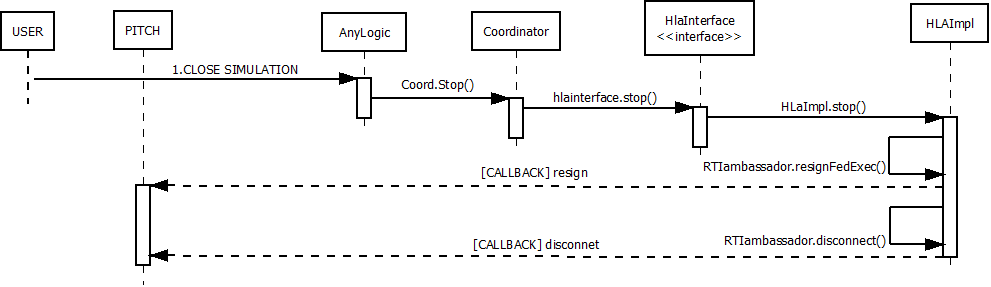 USER
PITCH
AnyLogic
Coordinator
HlaInterface
<<interface>>
HLAImpl
1.CLOSE SIMULATION
Coord.Stop()
hlainterface.stop()
HLaImpl.stop()
RTIambassador.resignFedExec()
[CALLBACK] resign
RTIambassador.disconnect()
[CALLBACK] disconnet